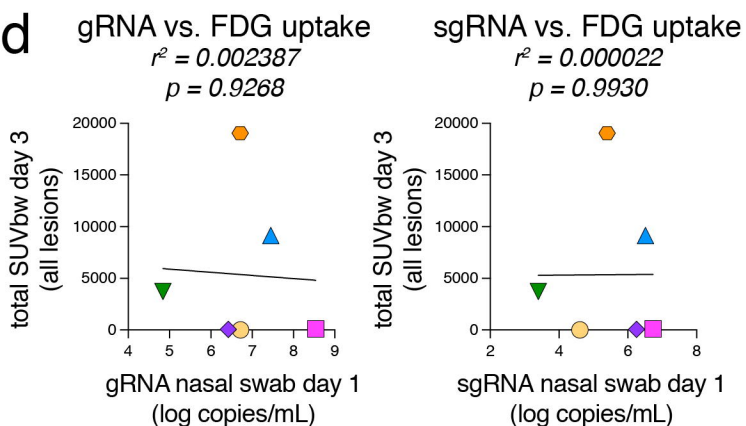 d
gRNA vs. FDG uptake
r² = 0.002387
p = 0.9268
total SUVbw day 3
(all lesions)
20000
15000
10000
5000
0
4 5 6 7 8 9
gRNA nasal swab day 1
(log copies/mL)
sgRNA vs. FDG uptake
r² = 0.000022
p = 0.9930
total SUVbw day 3
(all lesions)
20000
15000
10000
5000
0
2 4 6 8
sgRNA nasal swab day 1
(log copies/mL)